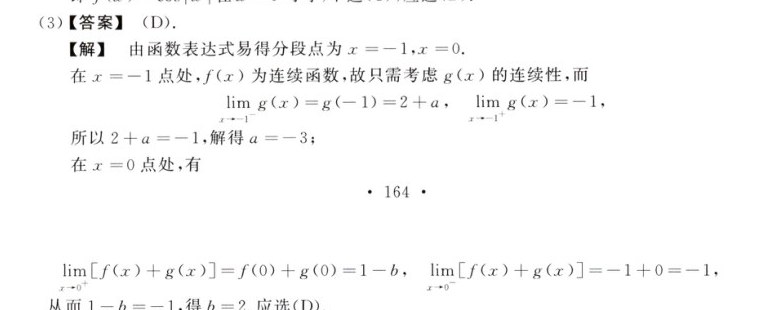 (3)【答案】 (D).
【解】 由函数表达式易得分段点为 x=-1,x=0.
在 x=-1 点处,f(x) 为连续函数,故只需考虑 g(x) 的连续性,而
lim_{x→-1⁻} g(x)=g(-1)=2+a, lim_{x→-1⁺} g(x)=-1,
所以 2+a=-1,解得 a=-3;
在 x=0 点处,有
• 164 •
lim_{x→0⁺}[f(x)+g(x)]=f(0)+g(0)=1-b, lim_{x→0⁻}[f(x)+g(x)]=-1+0=-1,
从而 1-b=-1,得 b=2.应选(D).